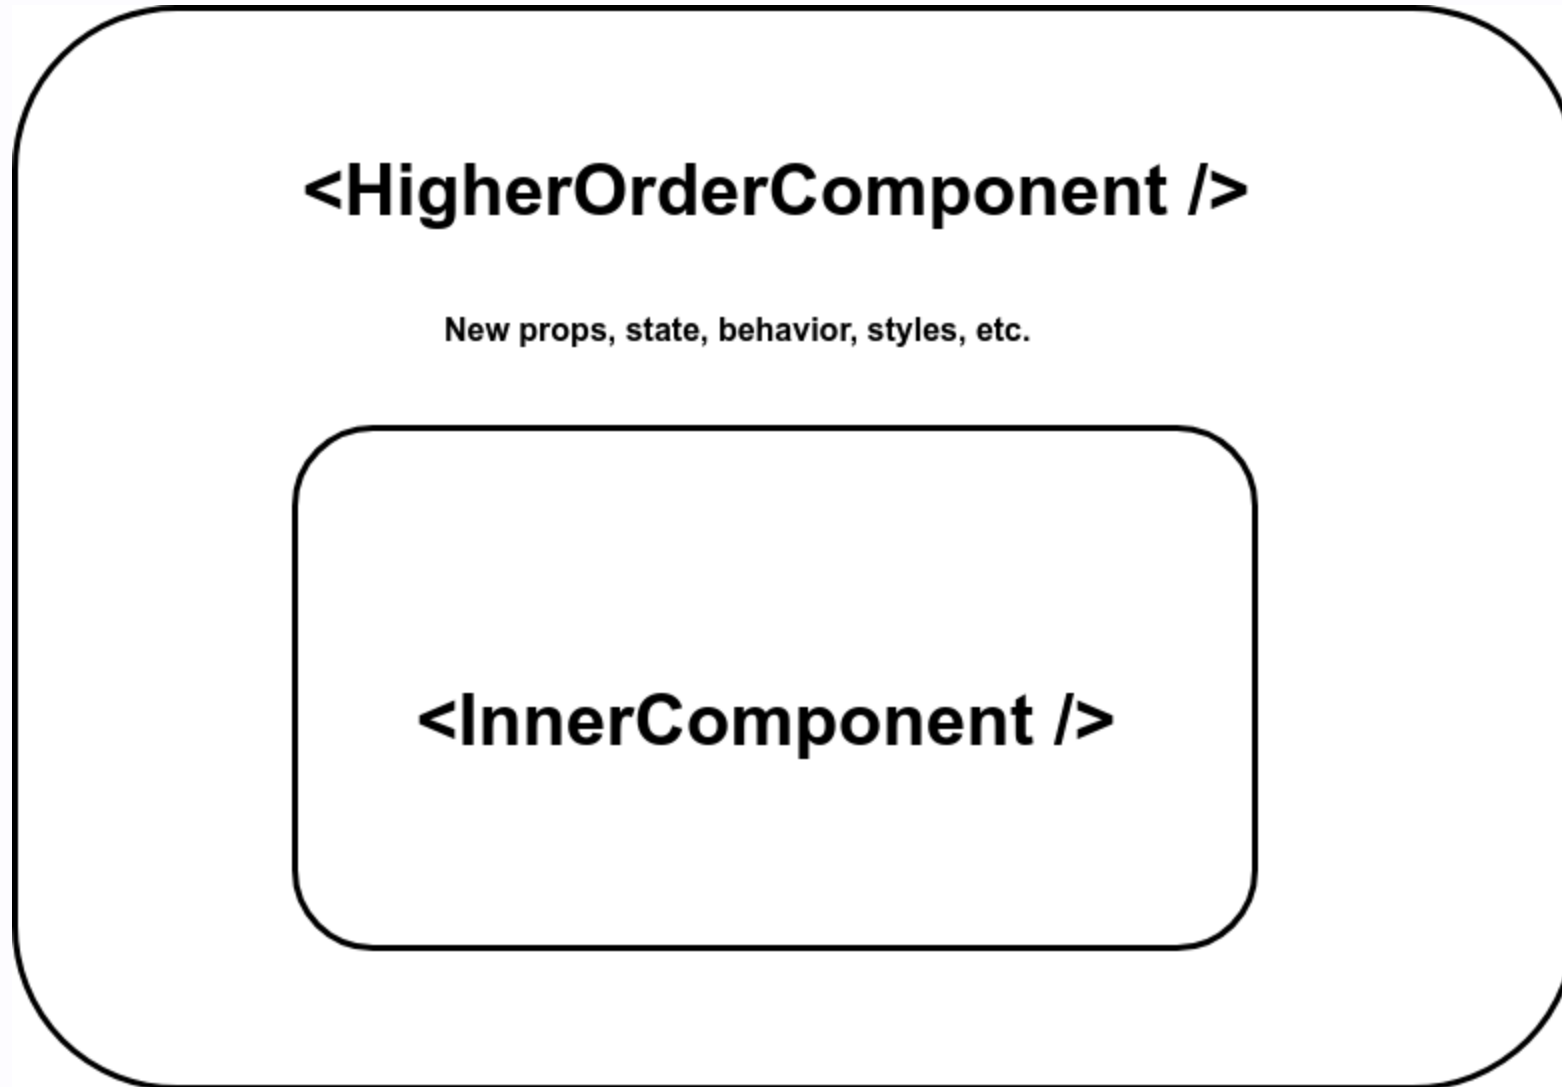 <HigherOrderComponent />
New props, state, behavior, styles, etc.
<InnerComponent />